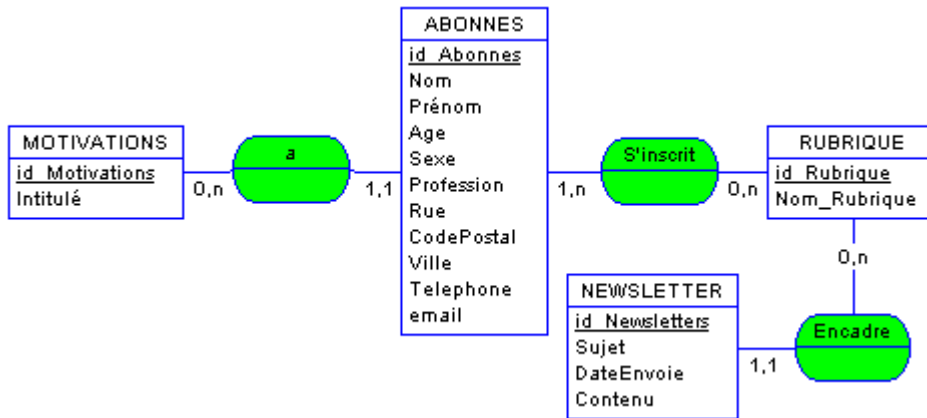 ABONNES
id_Abonnes
Nom
Prénom
Age
Sexe
Profession
Rue
CodePostal
Ville
Telephone
email
MOTIVATIONS
id_Motivations
Intitulé
0,n
a
1,1
1,n
S'inscrit
0,n
RUBRIQUE
id_Rubrique
Nom_Rubrique
0,n
NEWSLETTER
id_Newsletters
Sujet
DateEnvoie
Contenu
1,1
Encadre